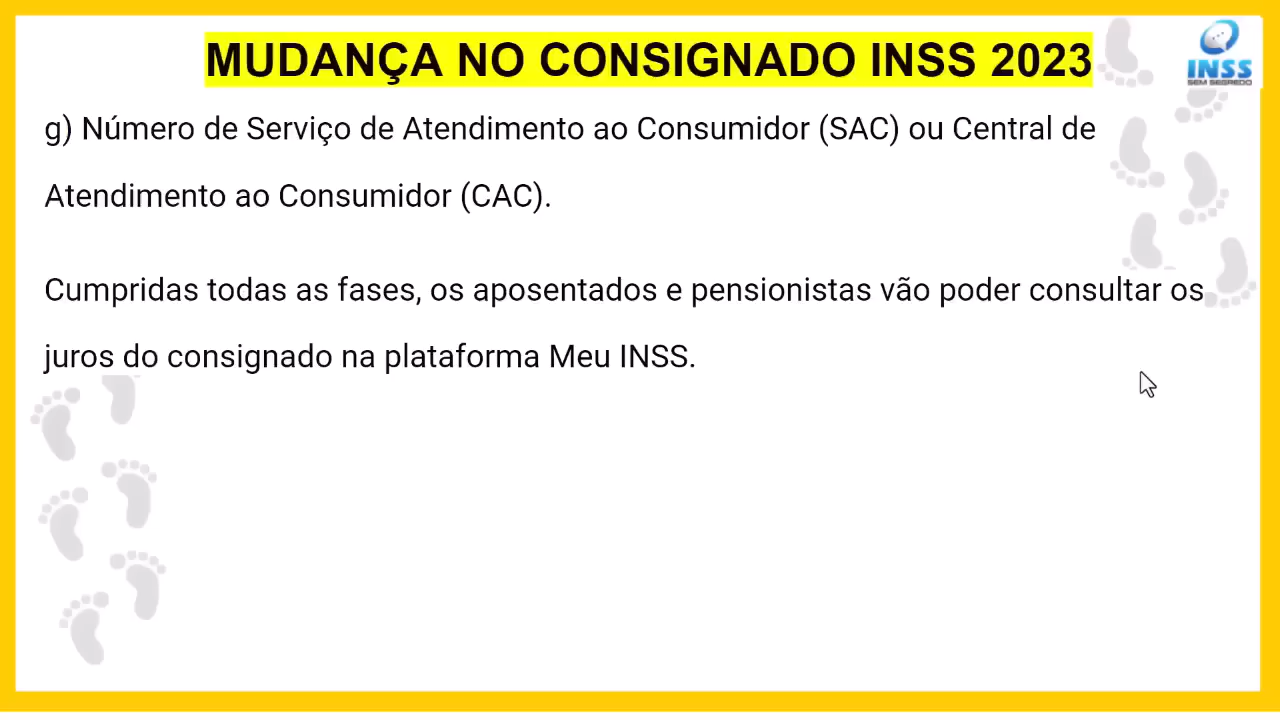 MUDANÇA NO CONSIGNADO INSS 2023
INSS
SEM SEGREDO
g) Número de Serviço de Atendimento ao Consumidor (SAC) ou Central de
Atendimento ao Consumidor (CAC).
Cumpridas todas as fases, os aposentados e pensionistas vão poder consultar os
juros do consignado na plataforma Meu INSS.